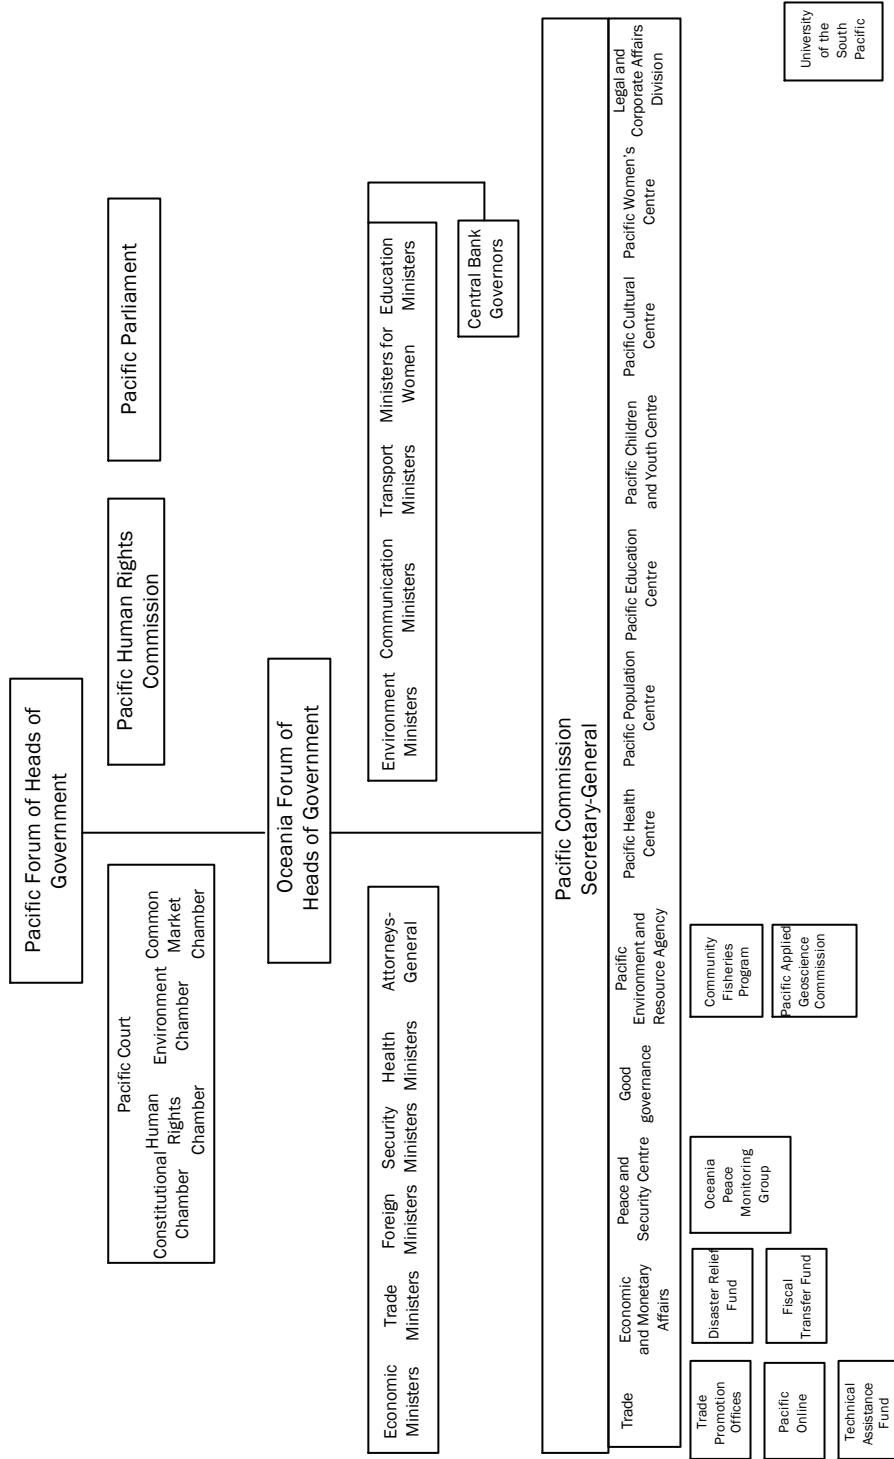 Pacific Forum of Heads of
Government
Pacific Court
Constitutional
Chamber
Human
Rights
Chamber
Environment
Chamber
Common
Market
Chamber
Pacific Human Rights
Commission
Pacific Parliament
Oceania Forum of
Heads of Government
Economic
Ministers
Trade
Ministers
Foreign
Ministers
Security
Ministers
Health
Ministers
Attorneys-
General
Environment
Ministers
Communication
Ministers
Transport
Ministers
Ministers for
Women
Education
Ministers
Central Bank
Governors
Pacific Commission
Secretary-General
Trade
Economic
and Monetary
Affairs
Peace and
Security Centre
Good
governance
Pacific
Environment and
Resource Agency
Pacific Health
Centre
Pacific Population
Centre
Pacific Education
Centre
Pacific Children
and Youth Centre
Pacific Cultural
Centre
Pacific Women's
Centre
Legal and
Corporate Affairs
Division
Trade
Promotion
Offices
Pacific
Online
Technical
Assistance
Fund
Disaster Relief
Fund
Fiscal
Transfer Fund
Oceania
Peace
Monitoring
Group
Community
Fisheries
Program
Pacific Applied
Geoscience
Commission
University
of the
South
Pacific